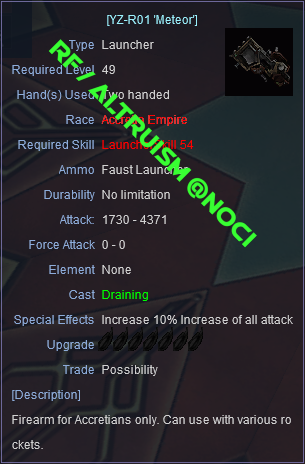 [YZ-R01 'Meteor']
Type Launcher
Required Level 49
Hand(s) Used Two handed
Race Accretia Empire
Required Skill Launcher Skill 54
Ammo Faust Launcher
Durability No limitation
Attack: 1730 - 4371
Force Attack 0 - 0
Element None
Cast Draining
Special Effects Increase 10% Increase of all attack
Upgrade
Trade Possibility
[Description]
Firearm for Accretians only. Can use with various ro
ckets.
RF / ALTRUISM @NOCI